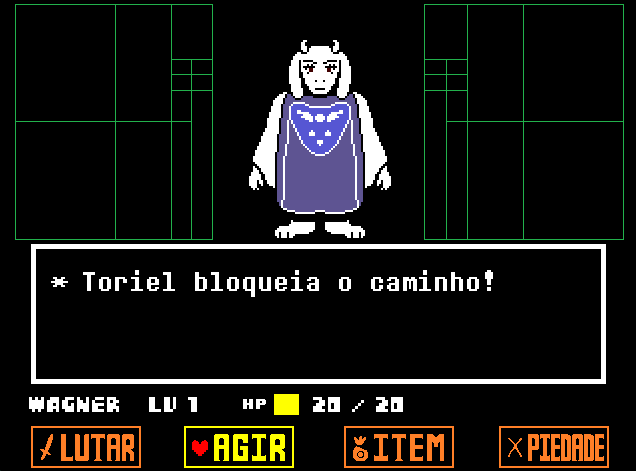 * Toriel bloqueia o caminho!
WAGNER LV 1 HP 20 / 20
LUTAR AGIR ITEM PIEDADE